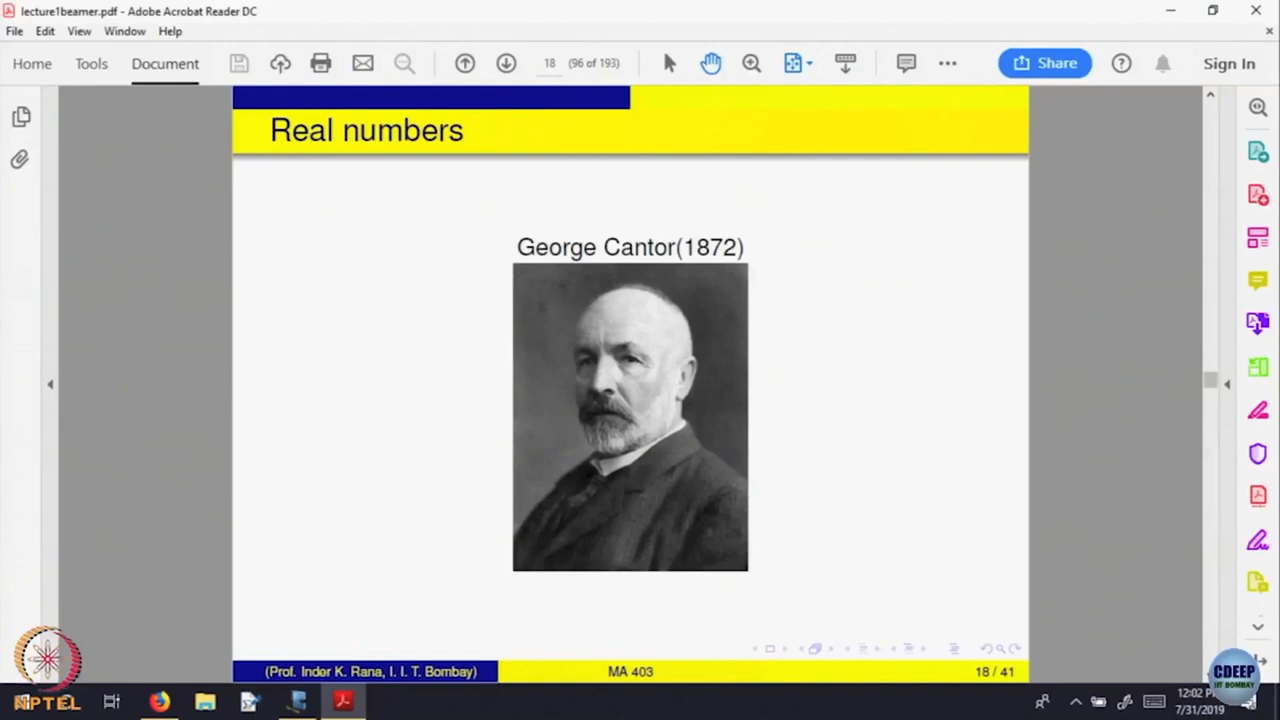 lecture1beamer.pdf - Adobe Acrobat Reader DC
File Edit View Window Help
Home Tools Document 18 (96 of 193) Share Sign In
Real numbers
George Cantor(1872)
(Prof. Inder K. Rana, I. I. T. Bombay) MA 403 18 / 41
NPTEL
CDEEP
IIT BOMBAY
12:02
7/31/2019